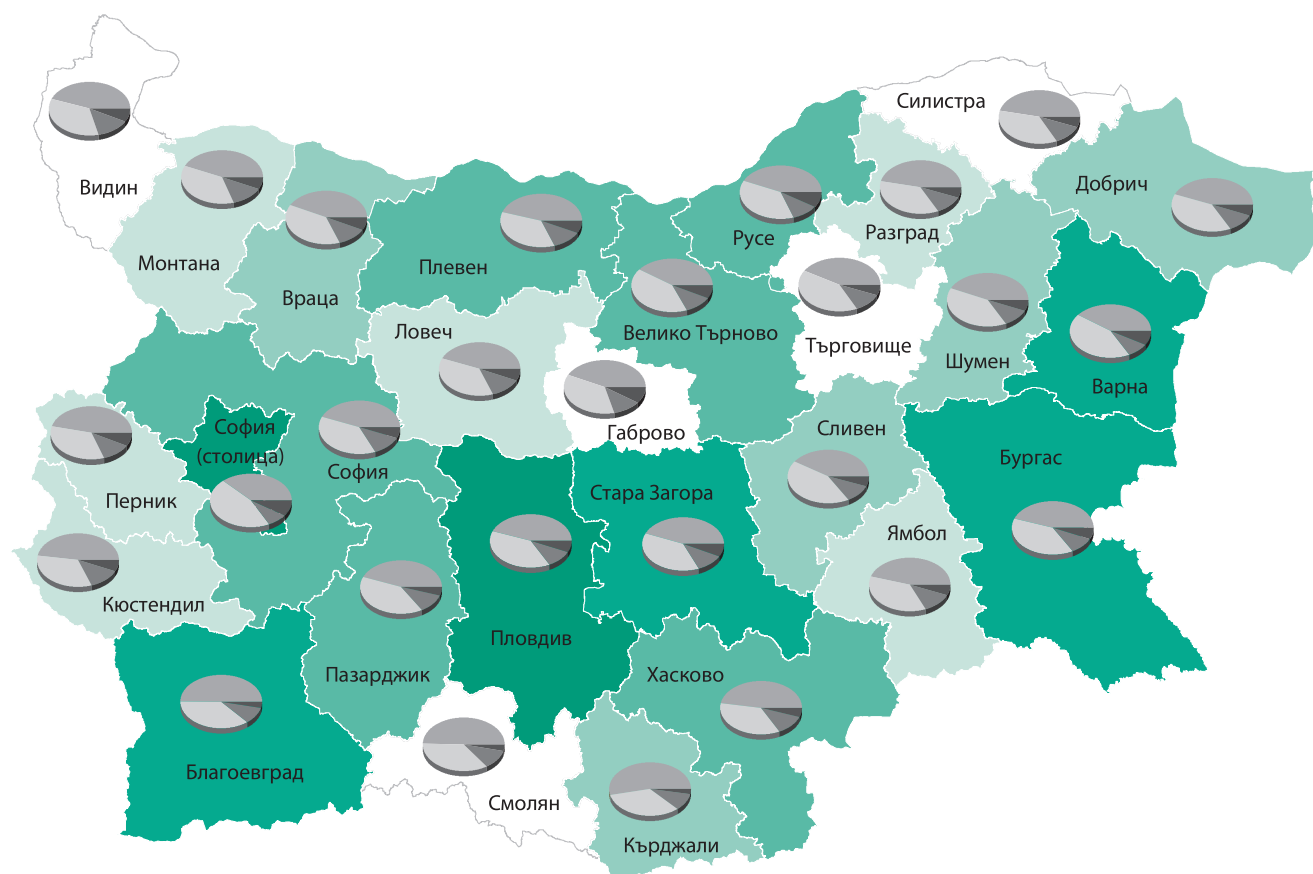 Силистра
Добрич
Видин
Разград
Русе
Монтана
Плевен
Враца
Ловеч
Велико Търново
Търговище
Шумен
Варна
София
(столица)
Габрово
Сливен
Бургас
София
Перник
Стара Загора
Ямбол
Кюстендил
Пловдив
Пазарджик
Хасково
Благоевград
Смолян
Кърджали